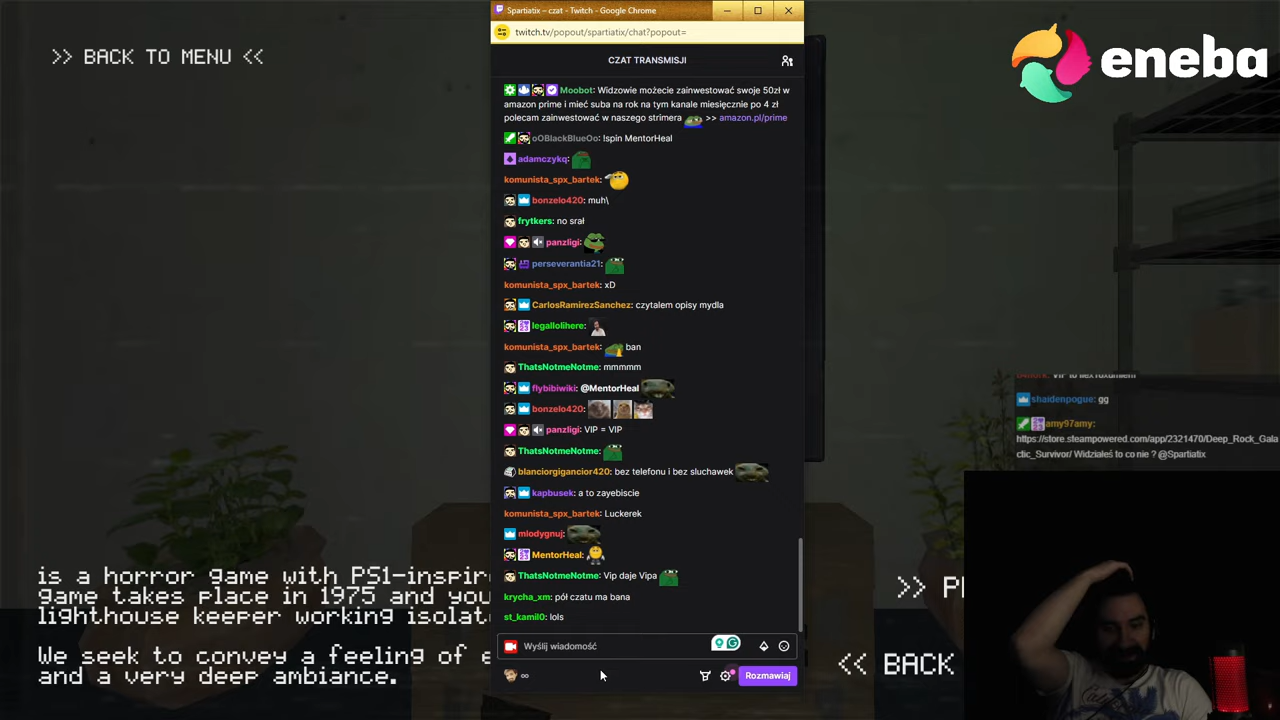 Spartiatix – czat - Twitch - Google Chrome
twitch.tv/popout/spartiatix/chat?popout=
>> BACK TO MENU <<
eneba
CZAT TRANSMISJI
Moobot: Widzowie możecie zainwestować swoje 50zł w
amazon prime i mieć suba na rok na tym kanale miesięcznie po 4 zł
polecam zainwestować w naszego strimera >> amazon.pl/prime
oOBlackBlueOo: !spin MentorHeal
adamczykq:
komunista_spx_bartek:
bonzelo420: muh\
frytkers: no srał
panzligi:
perseverantia21:
komunista_spx_bartek: xD
CarlosRamirezSanchez: czytalem opisy mydla
legallolihere:
komunista_spx_bartek: ban
ThatsNotmeNotme: mmmmm
flybibiwiki: @MentorHeal
bonzelo420:
panzligi: VIP = VIP
ThatsNotmeNotme:
blanciorgigancior420: bez telefonu i bez sluchawek
kapbusek: a to zayebiscie
komunista_spx_bartek: Luckerek
mlodygnuj:
MentorHeal:
ThatsNotmeNotme: Vip daje Vipa
krycha_xm: pół czatu ma bana
st_kamil0: lols
Wyślij wiadomość
Rozmawiaj
shaidenpogue: gg
amy97amy:
https://store.steampowered.com/app/2321470/Deep_Rock_Gala
ctic_Survivor/ Widziałeś to co nie ? @Spartiatix
is a horror game with PS1-inspir
game takes place in 1975 and you
lighthouse keeper working isolat
We seek to convey a feeling of e
and a very deep ambiance.
>> P
<< BACK